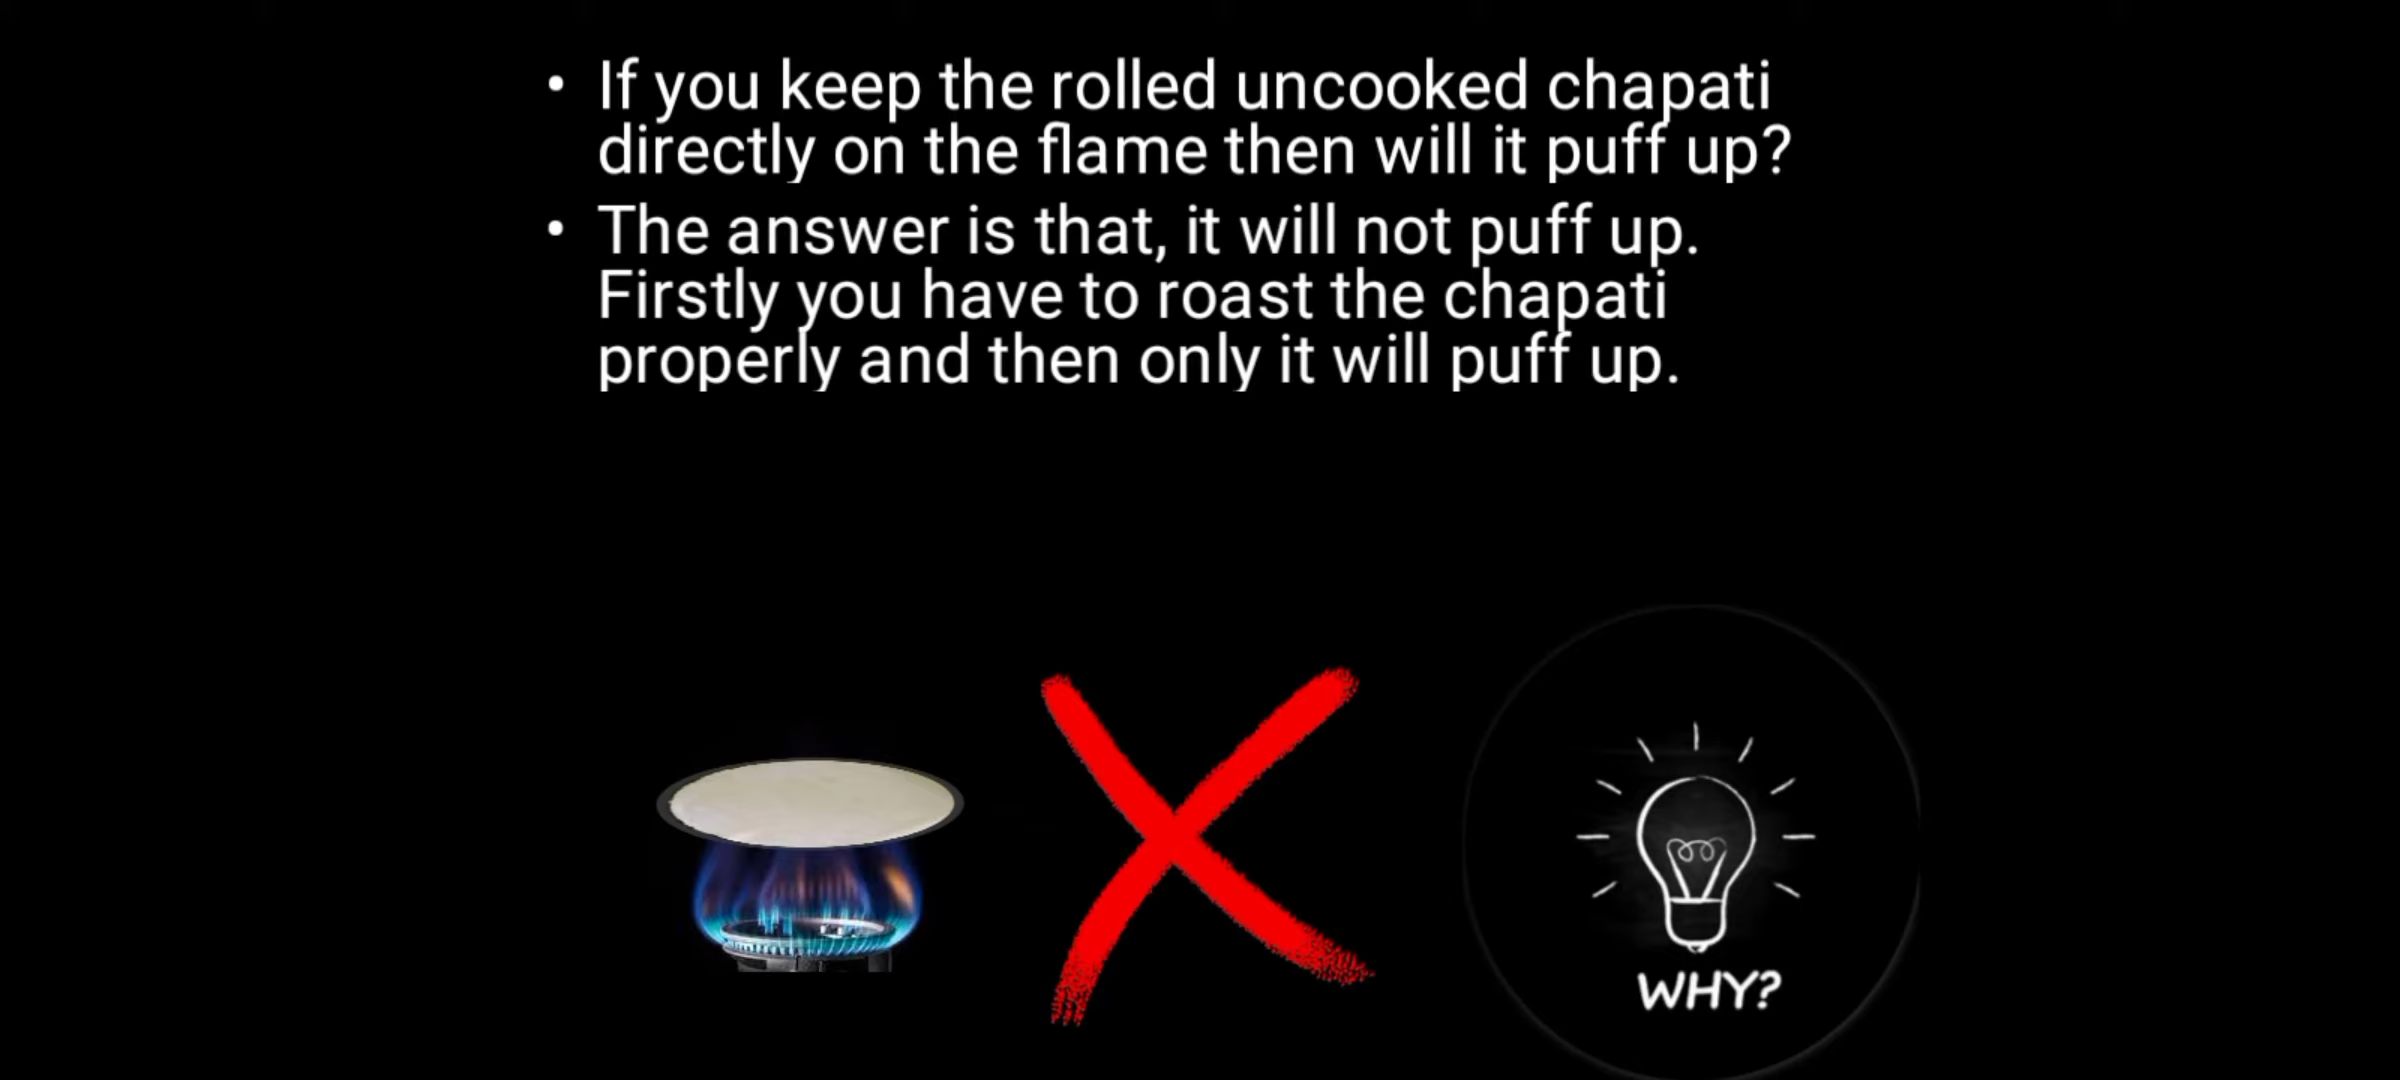 • If you keep the rolled uncooked chapati
directly on the flame then will it puff up?
• The answer is that, it will not puff up.
Firstly you have to roast the chapati
properly and then only it will puff up.
WHY?